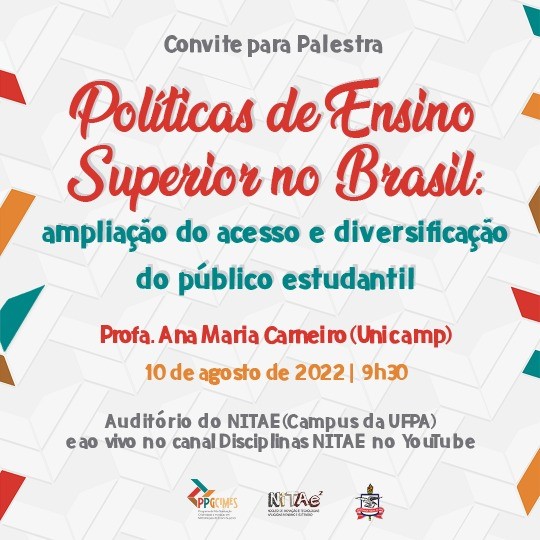 Convite para Palestra
Políticas de Ensino
Superior no Brasil:
ampliação do acesso e diversificação
do público estudantil
Profa. Ana Maria Carneiro (Unicamp)
10 de agosto de 2022 | 9h30
Auditório do NITAE (Campus da UFPA)
e ao vivo no canal Disciplinas NITAE no YouTube
PPGCIMES
NITAE²